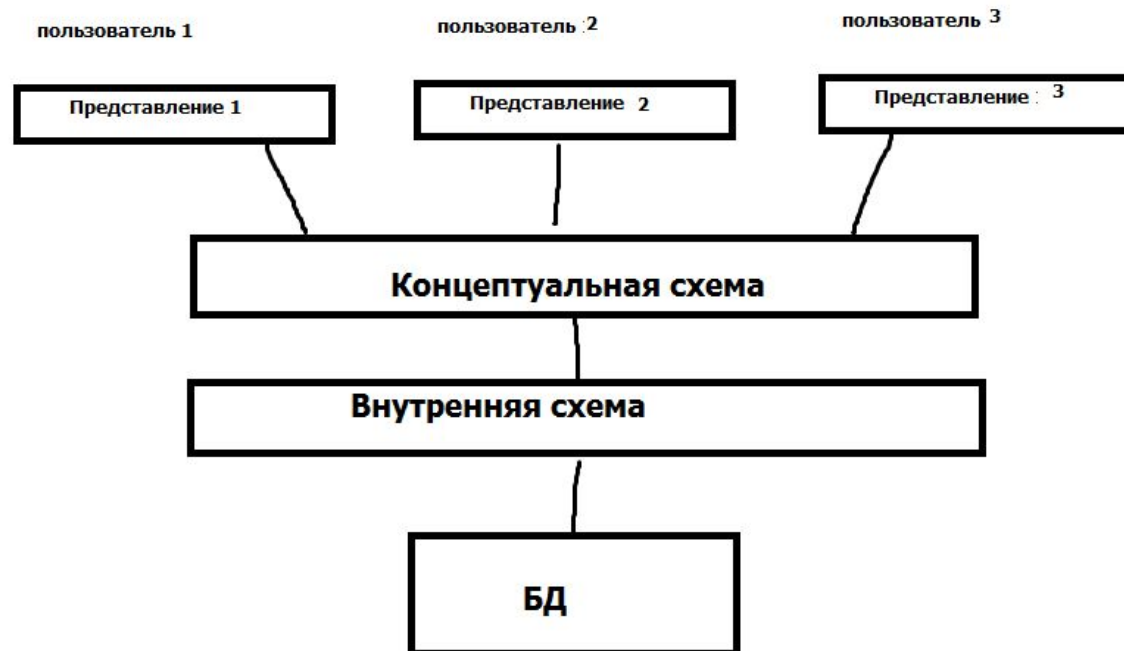 пользователь 1
пользователь 2
пользователь 3
Представление 1
Представление 2
Представление 3
Концептуальная схема
Внутренняя схема
БД